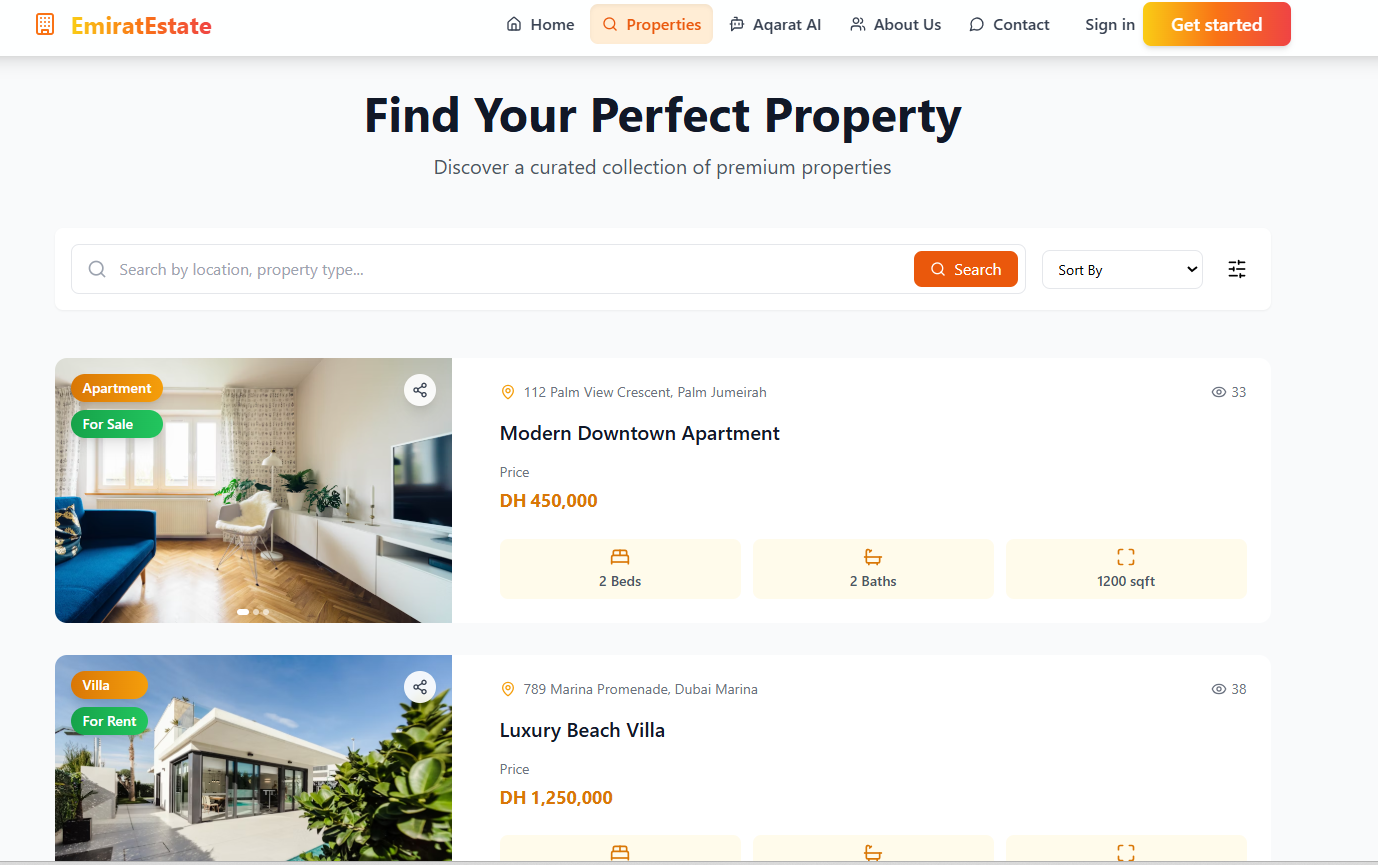 EmiratEstate
Home Properties Aqarat AI About Us Contact Sign in Get started
Find Your Perfect Property
Discover a curated collection of premium properties
Search by location, property type... Search Sort By
Apartment
For Sale
112 Palm View Crescent, Palm Jumeirah 33
Modern Downtown Apartment
Price
DH 450,000
2 Beds 2 Baths 1200 sqft
Villa
For Rent
789 Marina Promenade, Dubai Marina 38
Luxury Beach Villa
Price
DH 1,250,000